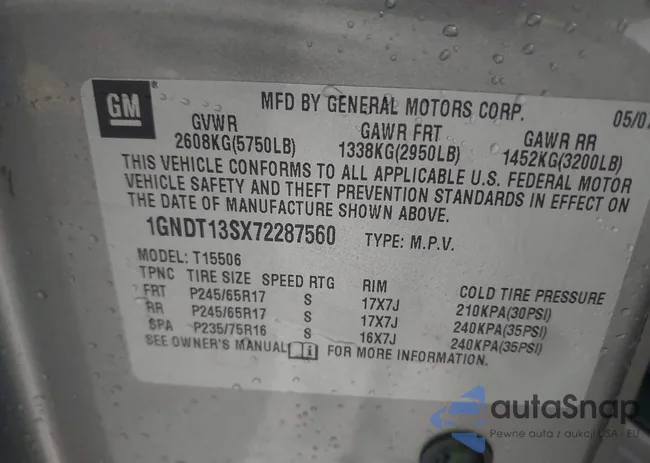 GM
MFD BY GENERAL MOTORS CORP. 05/07
GVWR GAWR FRT GAWR RR
2608KG(5750LB) 1338KG(2950LB) 1452KG(3200LB)
THIS VEHICLE CONFORMS TO ALL APPLICABLE U.S. FEDERAL MOTOR
VEHICLE SAFETY AND THEFT PREVENTION STANDARDS IN EFFECT ON
THE DATE OF MANUFACTURE SHOWN ABOVE.
1GNDT13SX72287560 TYPE: M.P.V.
MODEL: T15506
TPNC TIRE SIZE SPEED RTG RIM COLD TIRE PRESSURE
FRT P245/65R17 S 17X7J 210KPA(30PSI)
RR P245/65R17 S 17X7J 240KPA(35PSI)
SPA P235/75R16 S 16X7J 240KPA(35PSI)
SEE OWNER'S MANUAL FOR MORE INFORMATION.
autaSnap
Pewne auta z aukcji USA - EU